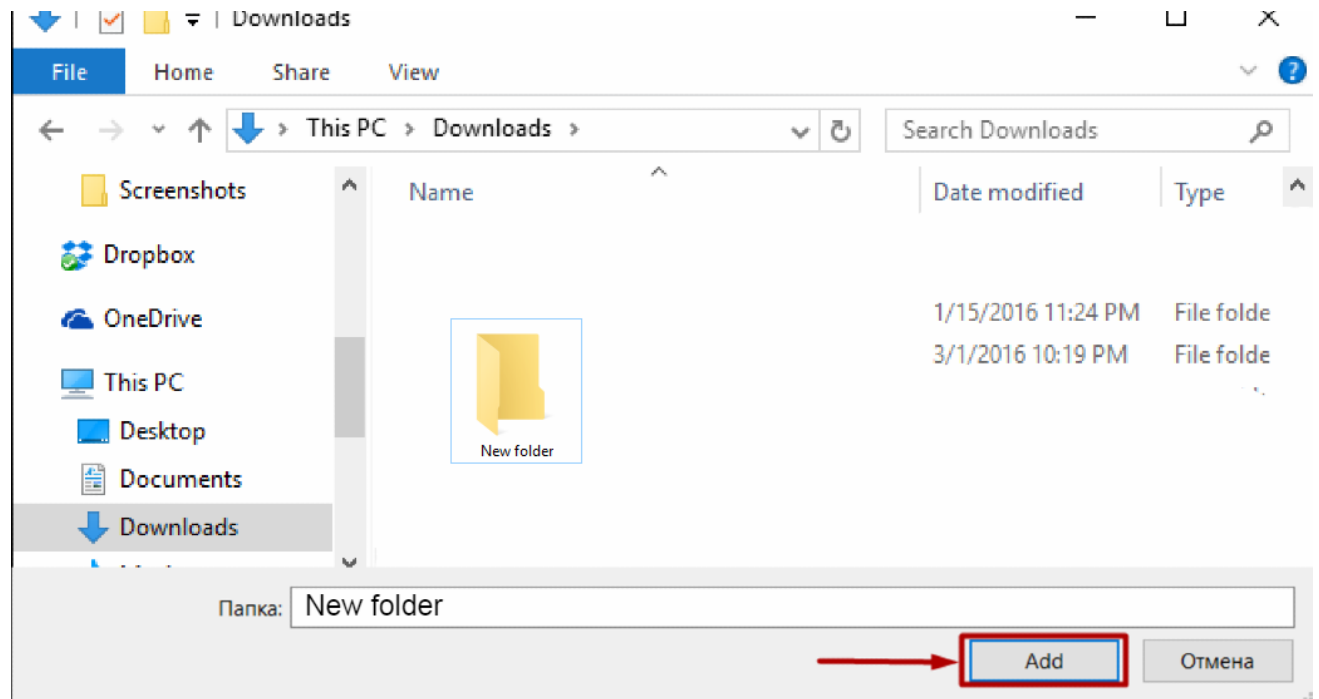 Downloads
File Home Share View
This PC Downloads Search Downloads
Screenshots
Name Date modified Type
Dropbox
OneDrive
1/15/2016 11:24 PM File folde
3/1/2016 10:19 PM File folde
This PC
Desktop
New folder
Documents
Downloads
Папка: New folder
Add Отмена